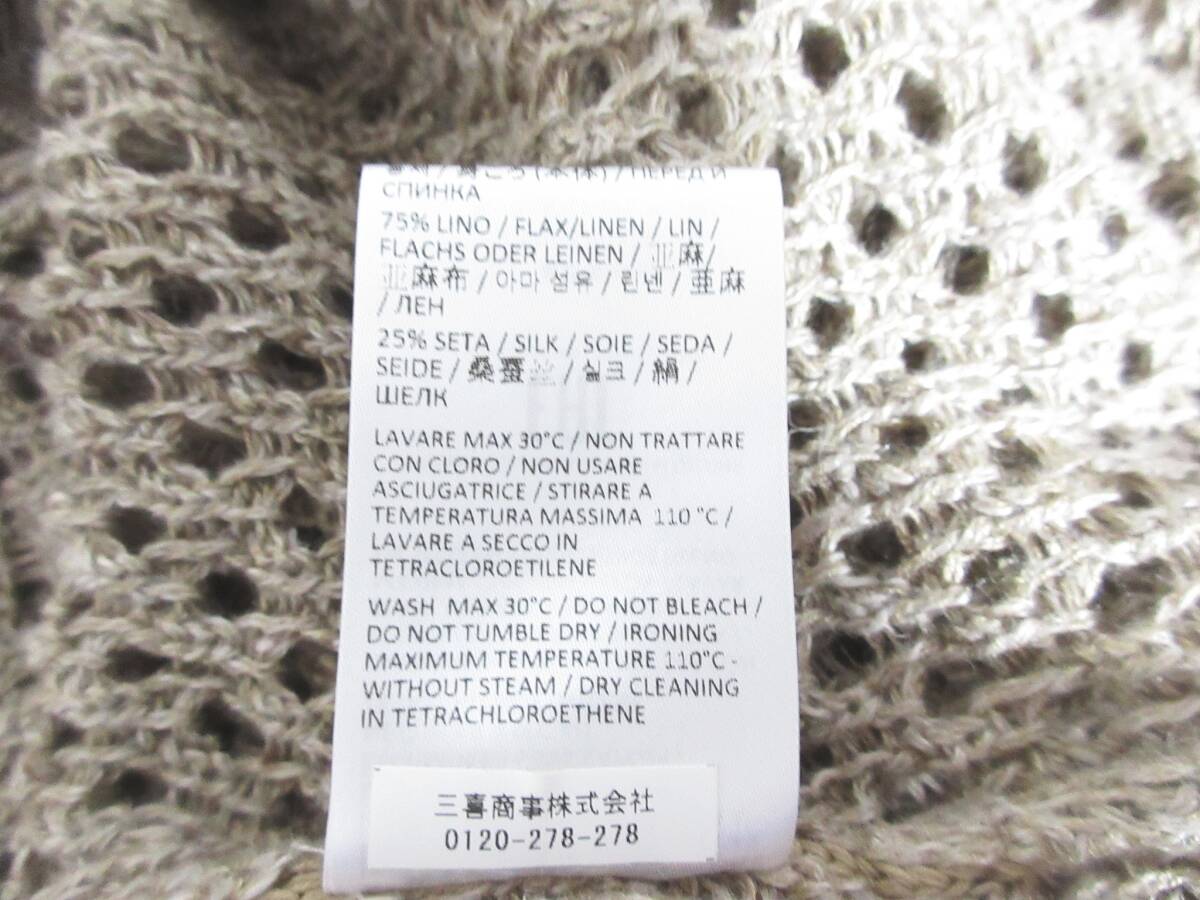 (本体) / ПЕРЕД И
СПИНКА
75% LINO / FLAX/LINEN / LIN /
FLACHS ODER LEINEN / 亚麻/
亚麻布 / 아마 섬유 / 린넨 / 亜麻
/ ЛЕН
25% SETA / SILK / SOIE / SEDA /
SEIDE / 桑蚕丝 / 실크 / 絹 /
ШЕЛК
LAVARE MAX 30°C / NON TRATTARE
CON CLORO / NON USARE
ASCIUGATRICE / STIRARE A
TEMPERATURA MASSIMA 110 °C /
LAVARE A SECCO IN
TETRACLOROETILENE
WASH MAX 30°C / DO NOT BLEACH /
DO NOT TUMBLE DRY / IRONING
MAXIMUM TEMPERATURE 110°C -
WITHOUT STEAM / DRY CLEANING
IN TETRACHLOROETHENE
三喜商事株式会社
0120-278-278